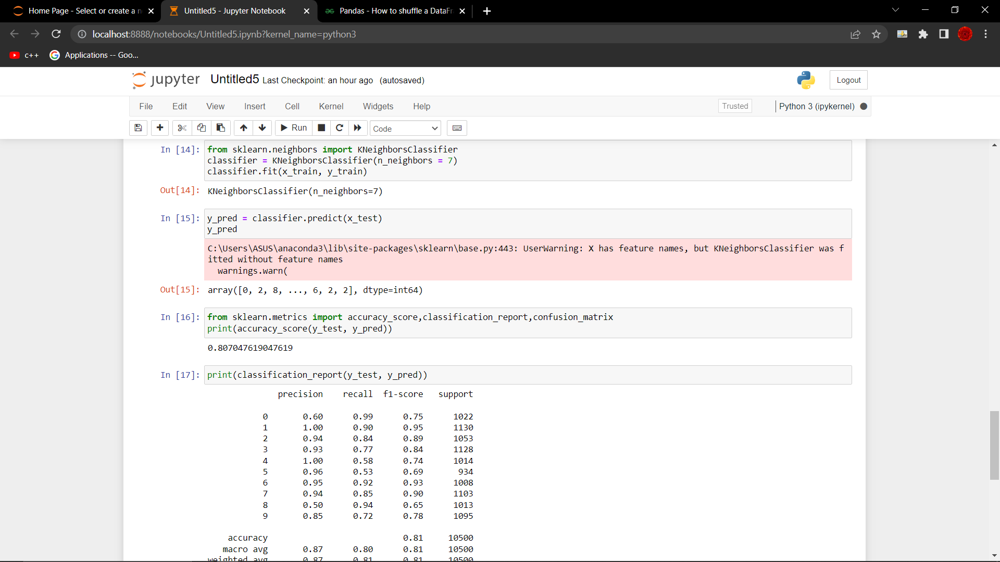 Home Page - Select or create a n
Untitled5 - Jupyter Notebook
Pandas - How to shuffle a DataFr
localhost:8888/notebooks/Untitled5.ipynb?kernel_name=python3
c++
Applications -- Goo...
jupyter Untitled5 Last Checkpoint: an hour ago (autosaved)
Logout
File Edit View Insert Cell Kernel Widgets Help
Trusted
Python 3 (ipykernel)
Run
Code
In [14]: from sklearn.neighbors import KNeighborsClassifier
classifier = KNeighborsClassifier(n_neighbors = 7)
classifier.fit(x_train, y_train)
Out[14]: KNeighborsClassifier(n_neighbors=7)
In [15]: y_pred = classifier.predict(x_test)
y_pred
C:\Users\ASUS\anaconda3\lib\site-packages\sklearn\base.py:443: UserWarning: X has feature names, but KNeighborsClassifier was f
itted without feature names
warnings.warn(
Out[15]: array([0, 2, 8, ..., 6, 2, 2], dtype=int64)
In [16]: from sklearn.metrics import accuracy_score,classification_report,confusion_matrix
print(accuracy_score(y_test, y_pred))
0.807047619047619
In [17]: print(classification_report(y_test, y_pred))
precision recall f1-score support
0 0.60 0.99 0.75 1022
1 1.00 0.90 0.95 1130
2 0.94 0.84 0.89 1053
3 0.93 0.77 0.84 1128
4 1.00 0.58 0.74 1014
5 0.96 0.53 0.69 934
6 0.95 0.92 0.93 1008
7 0.94 0.85 0.90 1103
8 0.50 0.94 0.65 1013
9 0.85 0.72 0.78 1095
accuracy 0.81 10500
macro avg 0.87 0.80 0.81 10500
weighted avg 0.87 0.81 0.81 10500